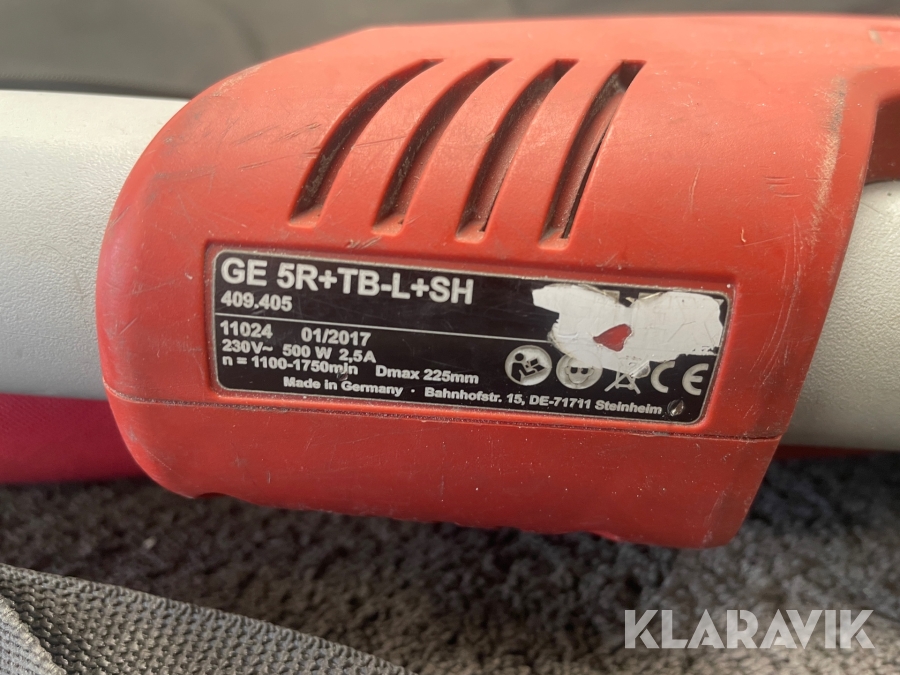 GE 5R+TB-L+SH
409.405
11024 01/2017
230V~ 500 W 2,5A
n = 1100-1750min Dmax 225mm
CE
Made in Germany · Bahnhofstr. 15, DE-71711 Steinheim
KLARAVIK